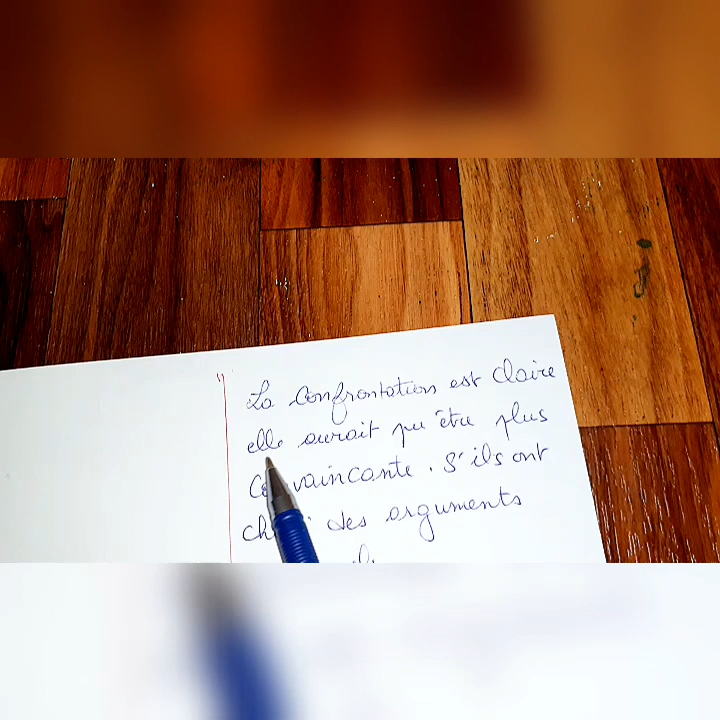 La Confrontation est claire
elle aurait pu être plus
convaincante. S'ils ont
des arguments